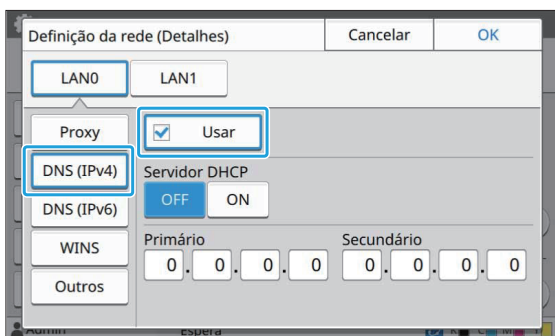 Definição da rede (Detalhes) Cancelar OK
LAN0 LAN1
Proxy Usar
DNS (IPv4) Servidor DHCP
OFF ON
DNS (IPv6)
WINS Primário Secundário
0. 0. 0. 0 0. 0. 0. 0
Outros
Admin Espera